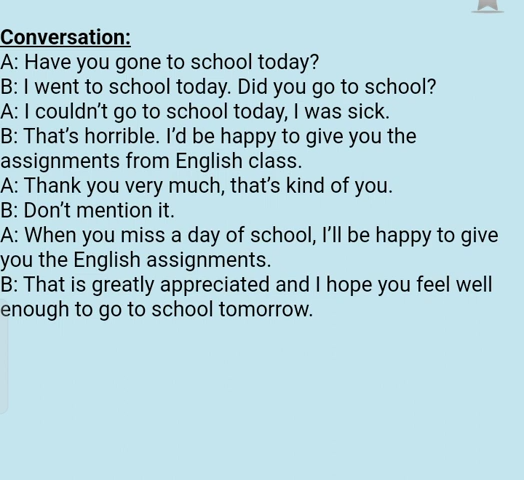 Conversation:
A: Have you gone to school today?
B: I went to school today. Did you go to school?
A: I couldn’t go to school today, I was sick.
B: That’s horrible. I’d be happy to give you the
assignments from English class.
A: Thank you very much, that’s kind of you.
B: Don’t mention it.
A: When you miss a day of school, I’ll be happy to give
you the English assignments.
B: That is greatly appreciated and I hope you feel well
enough to go to school tomorrow.